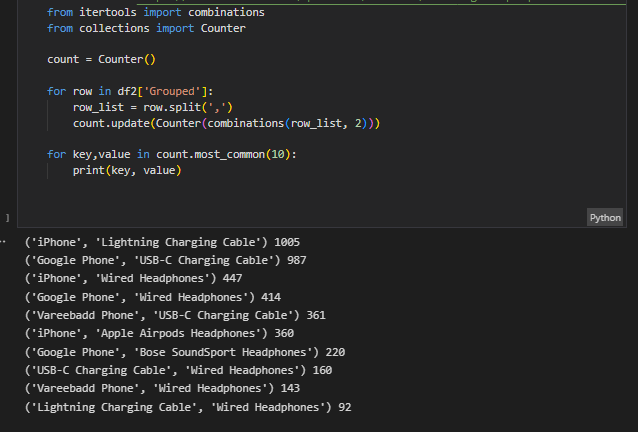 from itertools import combinations
from collections import Counter
count = Counter()
for row in df2['Grouped']:
    row_list = row.split(',')
    count.update(Counter(combinations(row_list, 2)))
for key,value in count.most_common(10):
    print(key, value)
]
Python
··
('iPhone', 'Lightning Charging Cable') 1005
('Google Phone', 'USB-C Charging Cable') 987
('iPhone', 'Wired Headphones') 447
('Google Phone', 'Wired Headphones') 414
('Vareebadd Phone', 'USB-C Charging Cable') 361
('iPhone', 'Apple Airpods Headphones') 360
('Google Phone', 'Bose SoundSport Headphones') 220
('USB-C Charging Cable', 'Wired Headphones') 160
('Vareebadd Phone', 'Wired Headphones') 143
('Lightning Charging Cable', 'Wired Headphones') 92